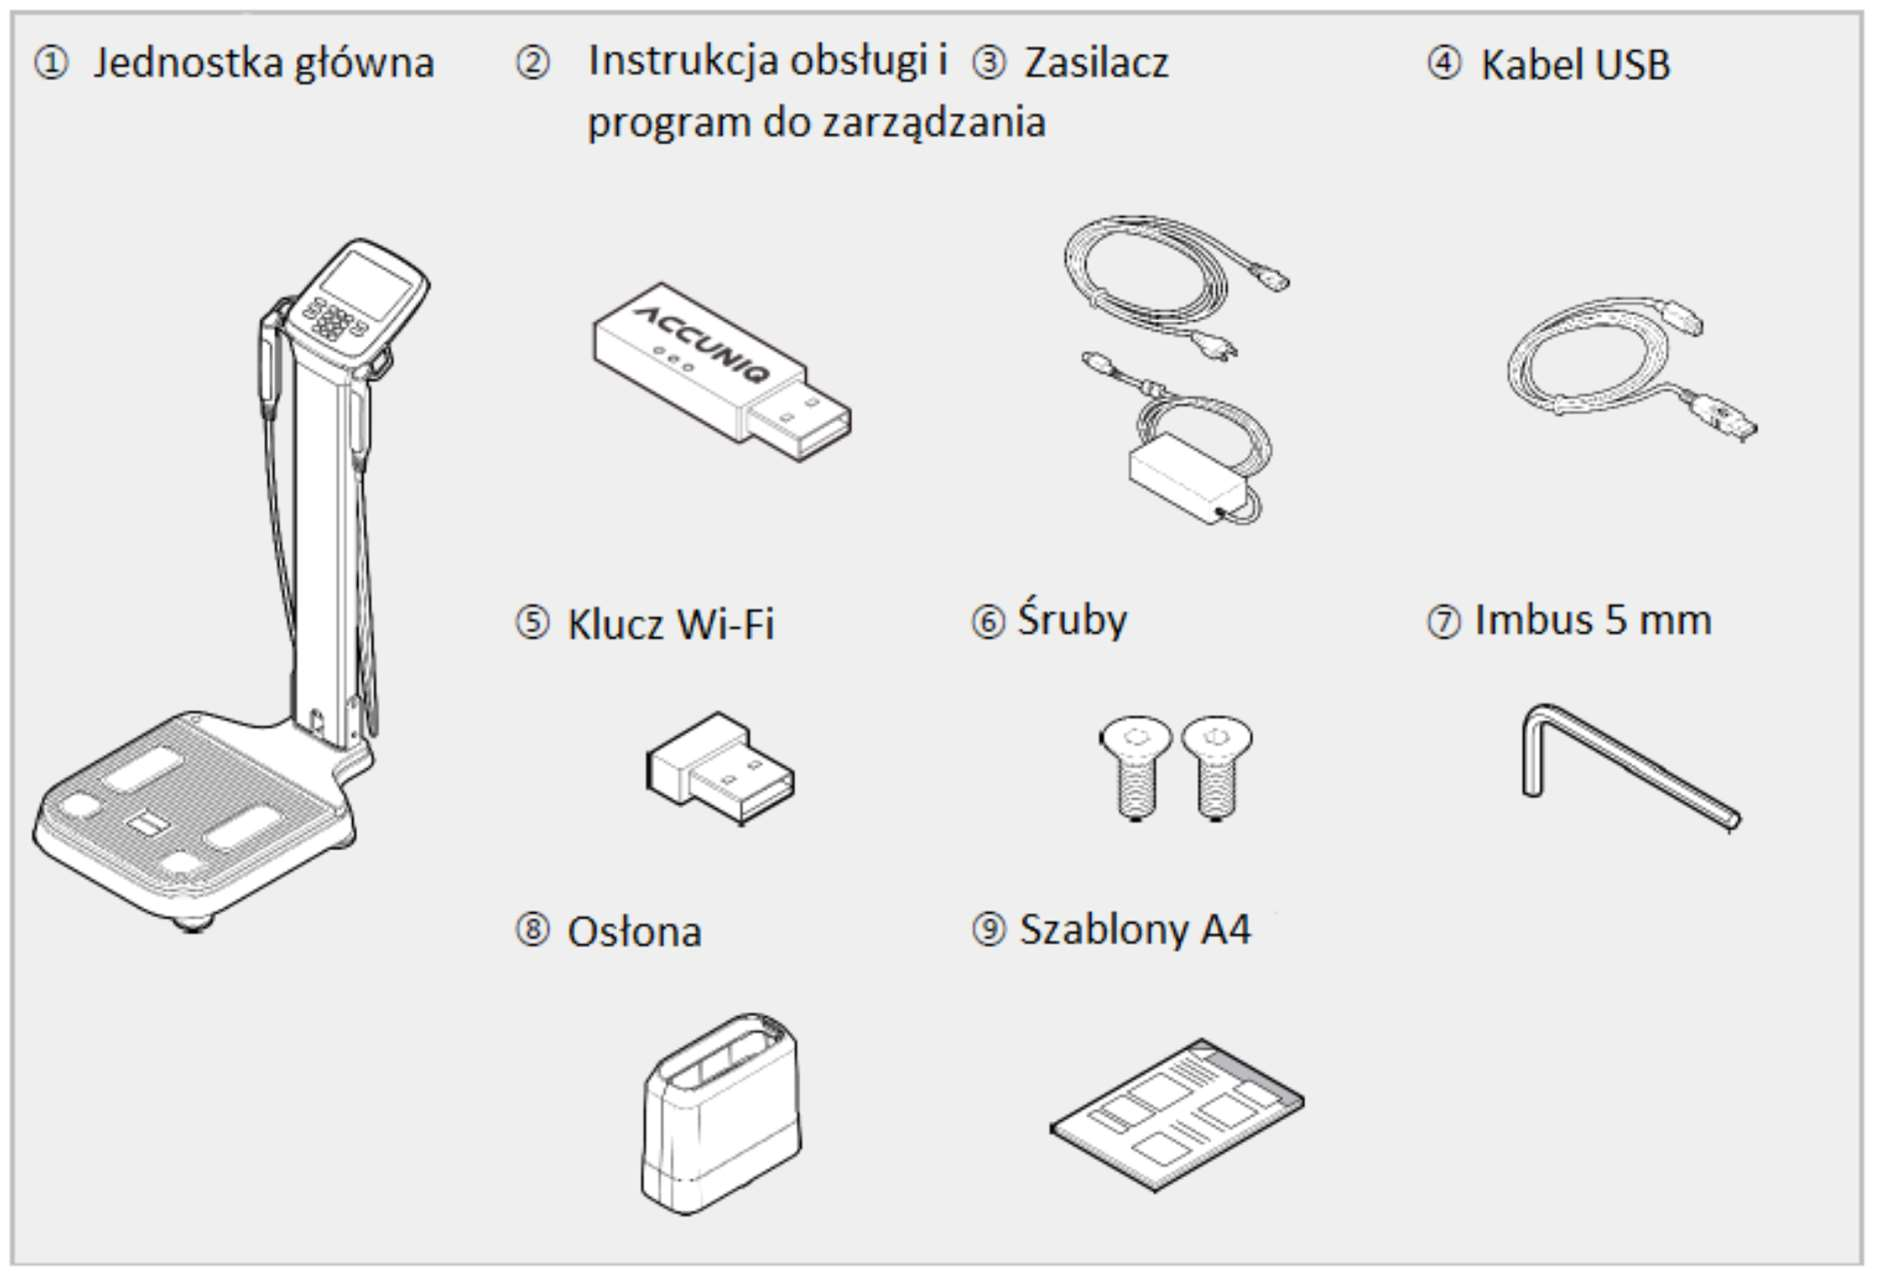 ① Jednostka główna
② Instrukcja obsługi i
program do zarządzania
③ Zasilacz
④ Kabel USB
ACCUNIQ
⑤ Klucz Wi-Fi
⑥ Śruby
⑦ Imbus 5 mm
⑧ Osłona
⑨ Szablony A4